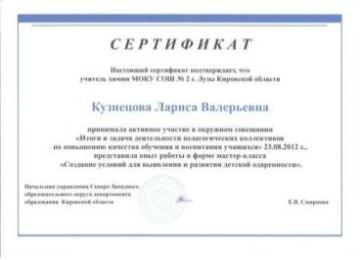 СЕРТИФИКАТ
Настоящий сертификат подтверждает, что
учитель химии МОКУ СОШ № 2 г. Лузы Кировской области
Кузнецова Лариса Валерьевна
принимала активное участие в окружном совещании
«Итоги и задачи деятельности педагогических коллективов
по повышению качества обучения и воспитания учащихся» 23.08.2012 г.,
представила опыт работы в форме мастер-класса
«Создание условий для выявления и развития детской одаренности».
Начальник управления Северо-Западного
образовательного округа департамента
образования Кировской области
Е.В. Смирнова